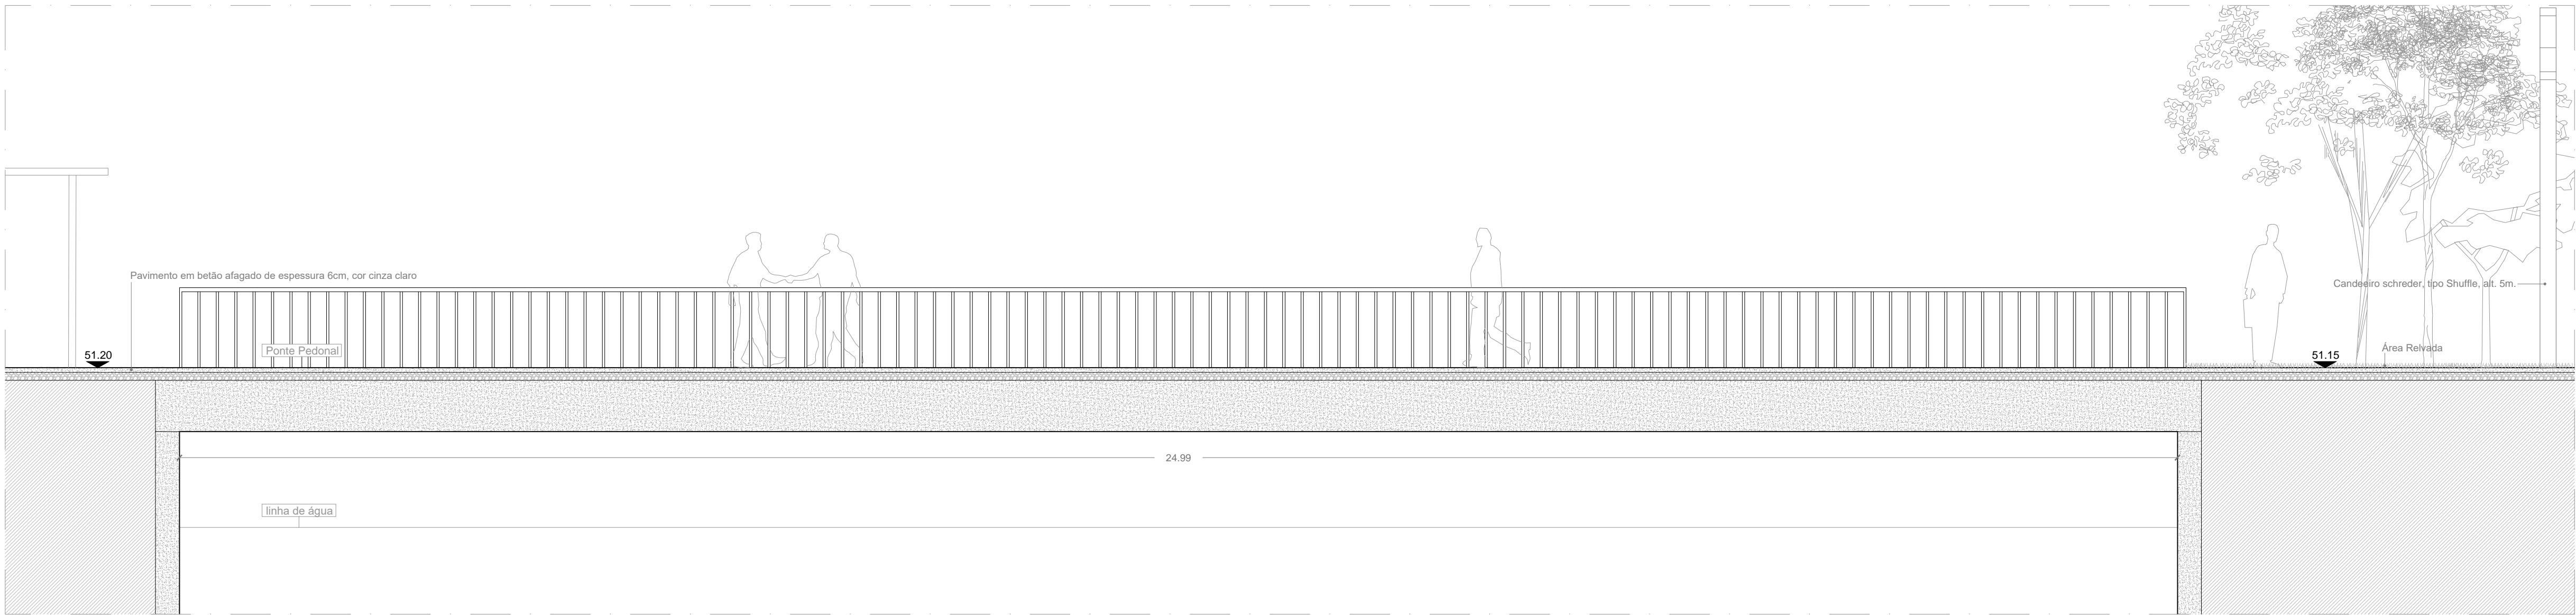 Pavimento em betão afagado de espessura 6cm, cor cinza claro
Candeeiro schreder, tipo Shuffle, alt. 5m.
51.20
Ponte Pedonal
51.15
Área Relvada
24.99
linha de água